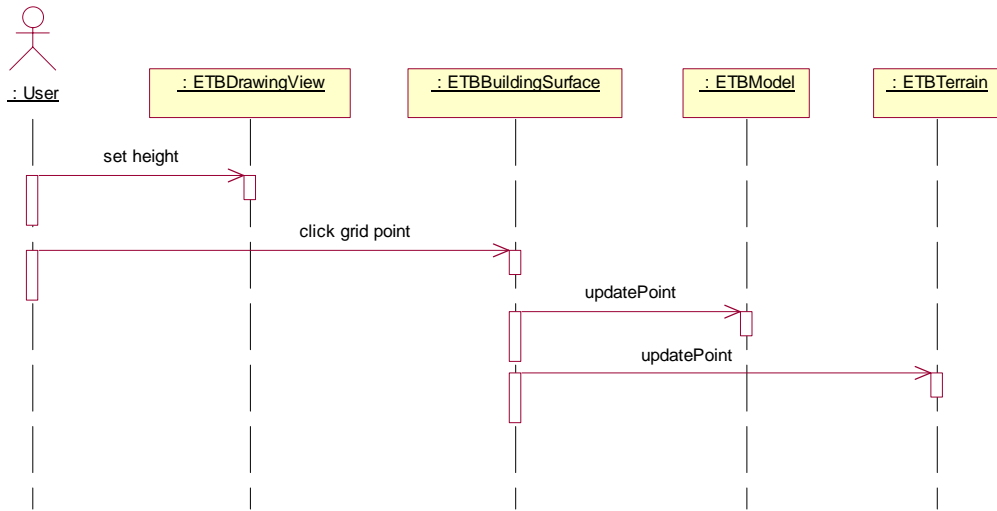 : User
: ETBDrawingView
: ETBBuildingSurface
: ETBModel
: ETBTerrain
set height
click grid point
updatePoint
updatePoint